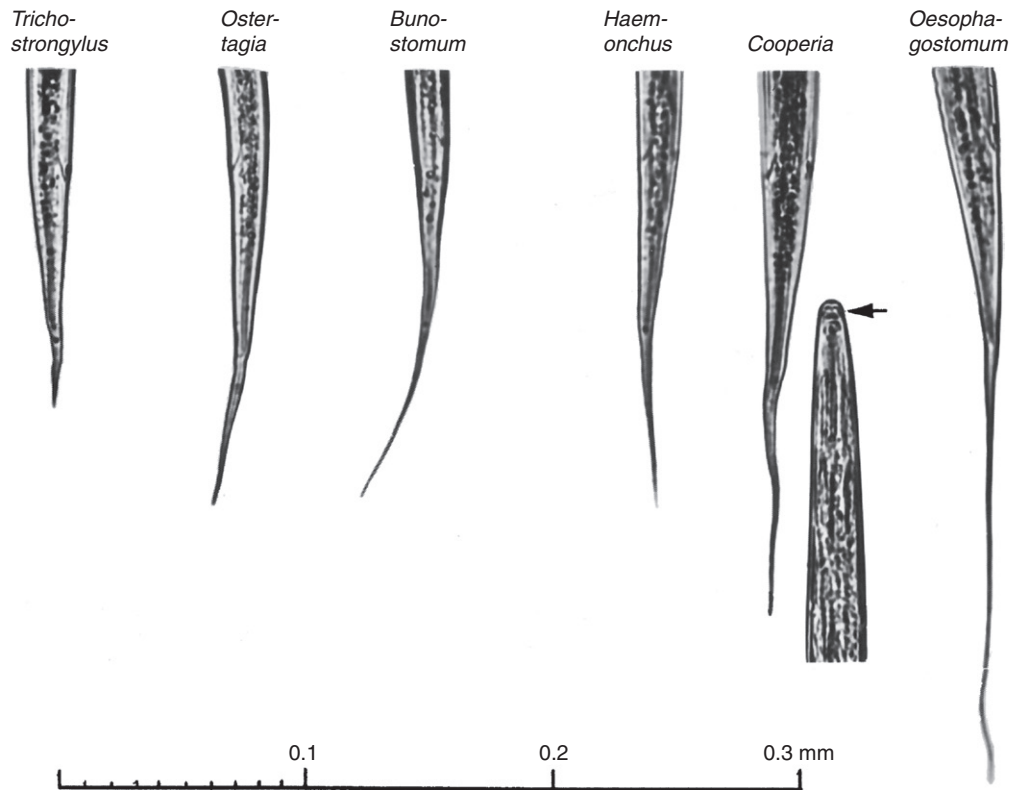 Tricho-
strongylus
Oster-
tagia
Buno-
stomum
Haem-
onchus
Cooperia
Oesopha-
gostomum
0.1
0.2
0.3 mm